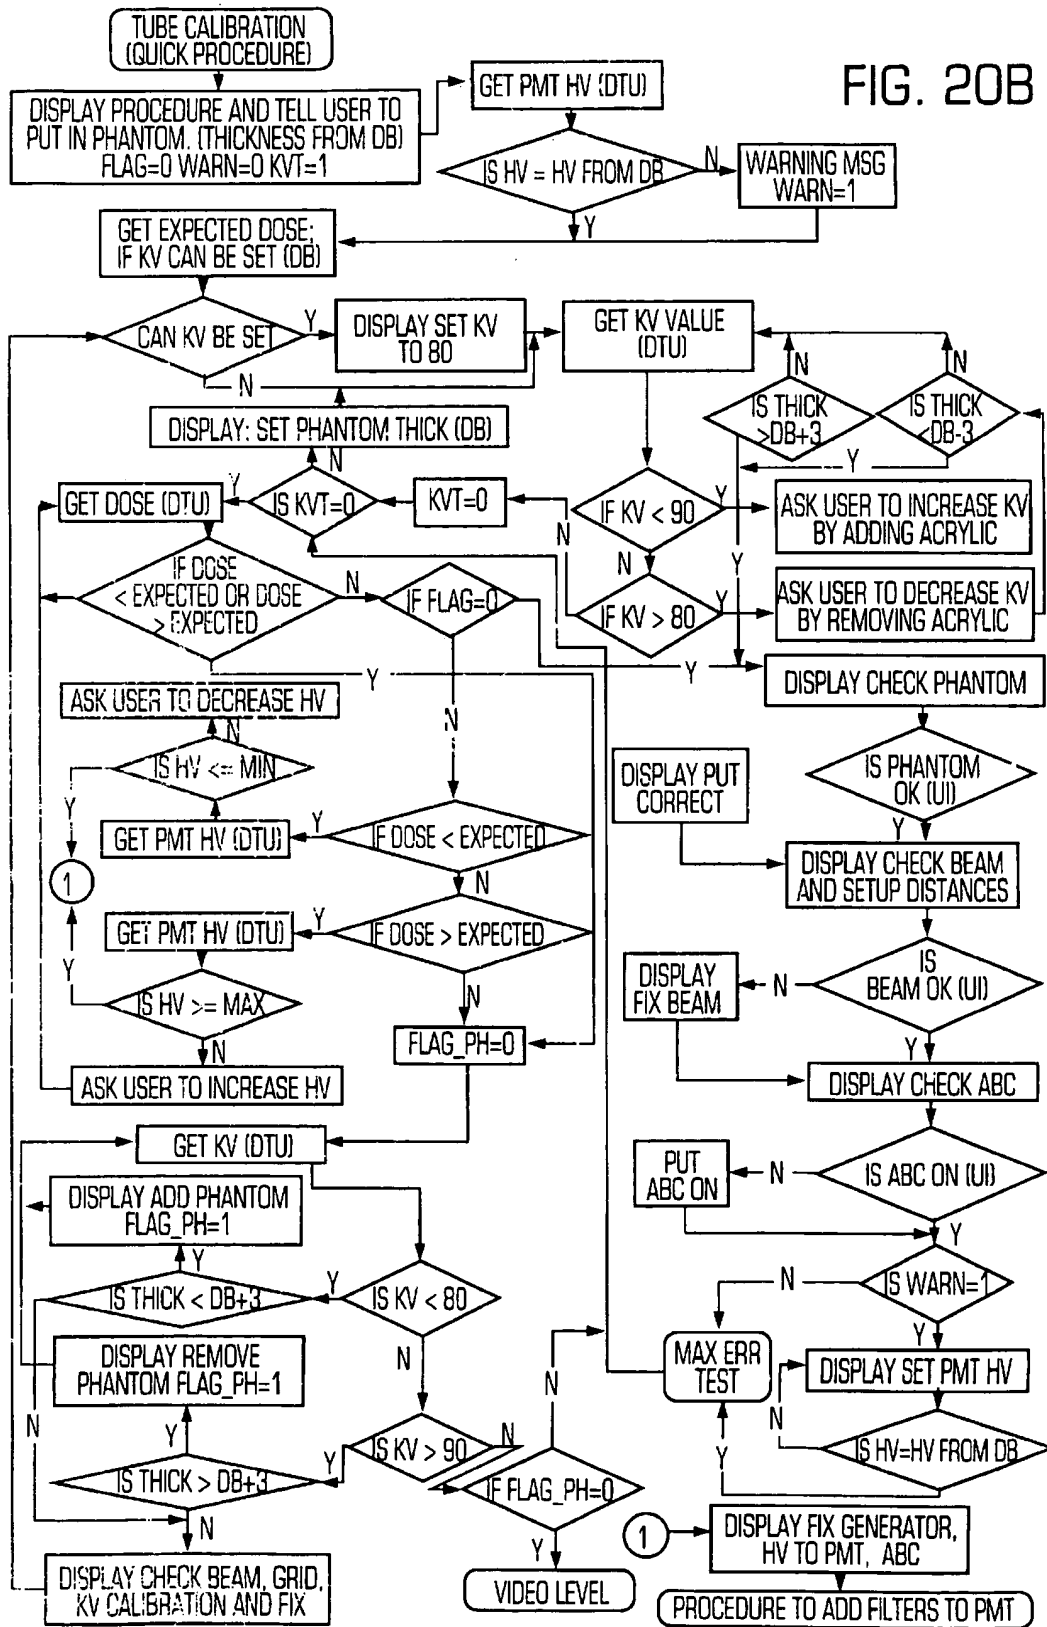 TUBE CALIBRATION
(QUICK PROCEDURE)
FIG. 20B
DISPLAY PROCEDURE AND TELL USER TO
PUT IN PHANTOM. (THICKNESS FROM DB)
FLAG=0 WARN=0 KVT=1
GET PMT HV (DTU)
IS HV = HV FROM DB
N
Y
WARNING MSG
WARN=1
GET EXPECTED DOSE;
IF KV CAN BE SET (DB)
CAN KV BE SET
Y
N
DISPLAY SET KV
TO 80
GET KV VALUE
(DTU)
N
N
IS THICK
>DB+3
IS THICK
<DB-3
Y
Y
DISPLAY: SET PHANTOM THICK (DB)
N
GET DOSE (DTU)
Y
IS KVT=0
KVT=0
N
IF KV < 90
Y
N
ASK USER TO INCREASE KV
BY ADDING ACRYLIC
IF KV > 80
Y
ASK USER TO DECREASE KV
BY REMOVING ACRYLIC
IF DOSE
< EXPECTED OR DOSE
> EXPECTED
N
IF FLAG=0
Y
Y
N
DISPLAY CHECK PHANTOM
ASK USER TO DECREASE HV
N
IS HV <= MIN
Y
GET PMT HV (DTU)
Y
IF DOSE < EXPECTED
N
1
GET PMT HV (DTU)
Y
IF DOSE > EXPECTED
N
Y
IS HV >= MAX
N
FLAG_PH=0
ASK USER TO INCREASE HV
IS PHANTOM
OK (UI)
Y
DISPLAY PUT
CORRECT
DISPLAY CHECK BEAM
AND SETUP DISTANCES
IS
BEAM OK (UI)
N
Y
DISPLAY
FIX BEAM
DISPLAY CHECK ABC
IS ABC ON (UI)
N
Y
PUT
ABC ON
GET KV (DTU)
DISPLAY ADD PHANTOM
FLAG_PH=1
Y
IS THICK < DB+3
Y
IS KV < 80
N
N
DISPLAY REMOVE
PHANTOM FLAG_PH=1
Y
IS THICK > DB+3
Y
IS KV > 90
N
N
IF FLAG_PH=0
N
Y
VIDEO LEVEL
DISPLAY CHECK BEAM, GRID,
KV CALIBRATION AND FIX
IS WARN=1
N
Y
MAX ERR
TEST
DISPLAY SET PMT HV
IS HV=HV FROM DB
N
Y
1
DISPLAY FIX GENERATOR,
HV TO PMT, ABC
PROCEDURE TO ADD FILTERS TO PMT